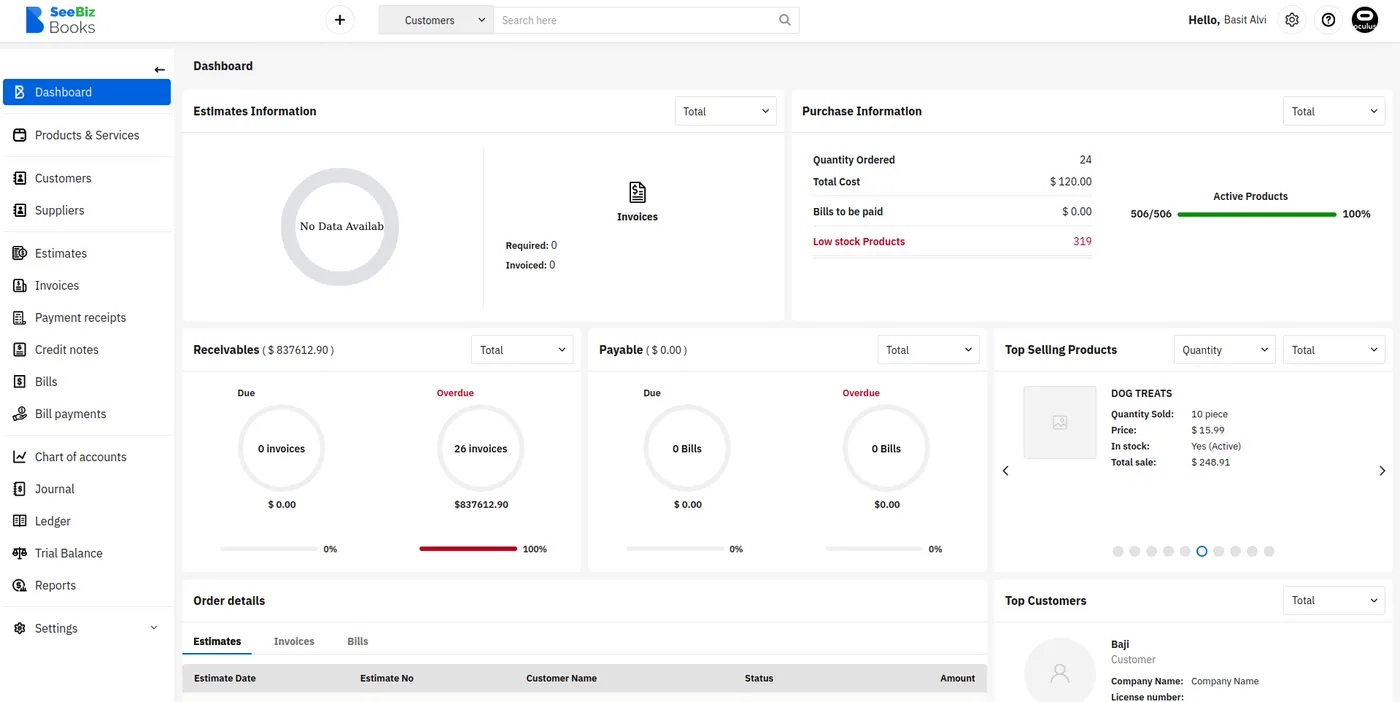 SeeBiz
Books
Customers
Search here
Hello, Basit Alvi
oculus
Dashboard
Products & Services
Customers
Suppliers
Estimates
Invoices
Payment receipts
Credit notes
Bills
Bill payments
Chart of accounts
Journal
Ledger
Trial Balance
Reports
Settings
Dashboard
Estimates Information
Total
No Data Availab
Invoices
Required: 0
Invoiced: 0
Purchase Information
Total
Quantity Ordered 24
Total Cost $ 120.00
Bills to be paid $ 0.00
Low stock Products 319
Active Products
506/506 100%
Receivables ( $ 837612.90 )
Total
Due
0 invoices
$ 0.00
0%
Overdue
26 invoices
$837612.90
100%
Payable ( $ 0.00 )
Total
Due
0 Bills
$ 0.00
0%
Overdue
0 Bills
$0.00
0%
Top Selling Products
Quantity
Total
DOG TREATS
Quantity Sold: 10 piece
Price: $ 15.99
In stock: Yes (Active)
Total sale: $ 248.91
Order details
Estimates Invoices Bills
Estimate Date Estimate No Customer Name Status Amount
Top Customers
Total
Baji
Customer
Company Name: Company Name
License number: